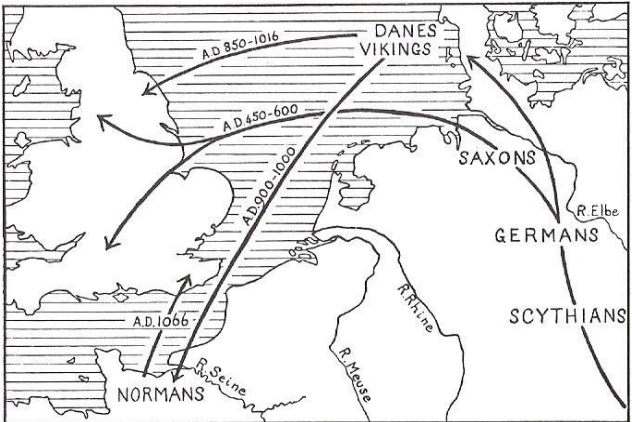 DANES
VIKINGS
A.D 850-1016
A.D.450-600
SAXONS
A.D.900-1000
R.Elbe
GERMANS
R.Rhine
SCYTHIANS
A.D.1066
R.Seine
R.Meuse
NORMANS